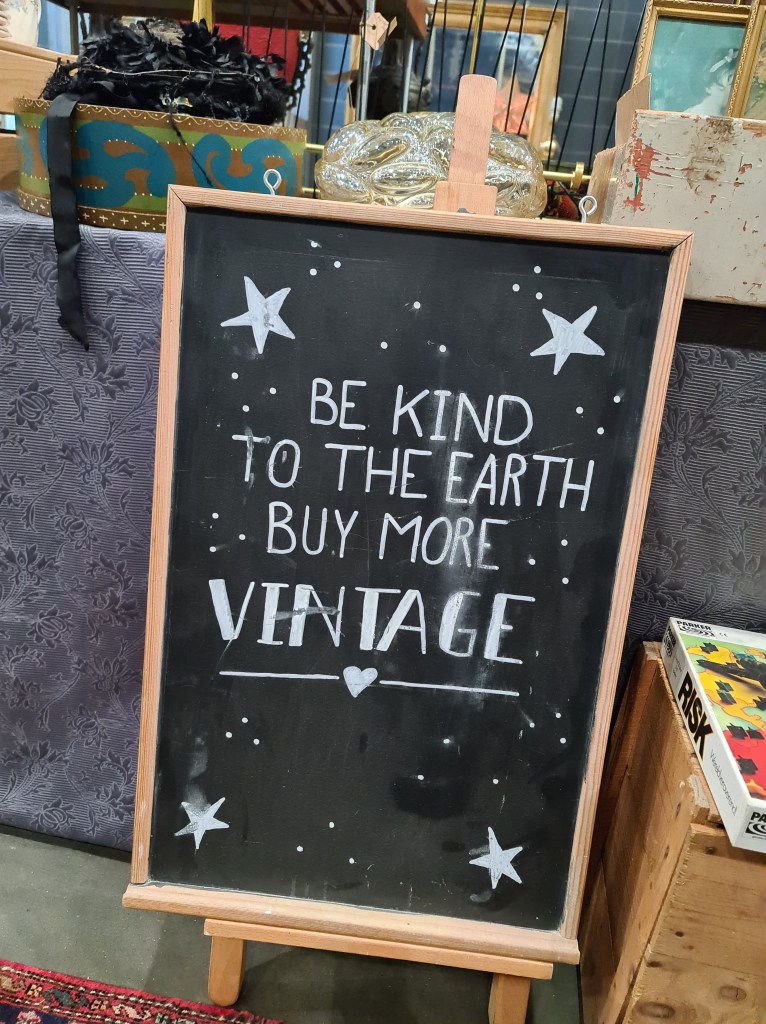 BE KIND
TO THE EARTH
BUY MORE
VINTAGE
PARKER
RISK